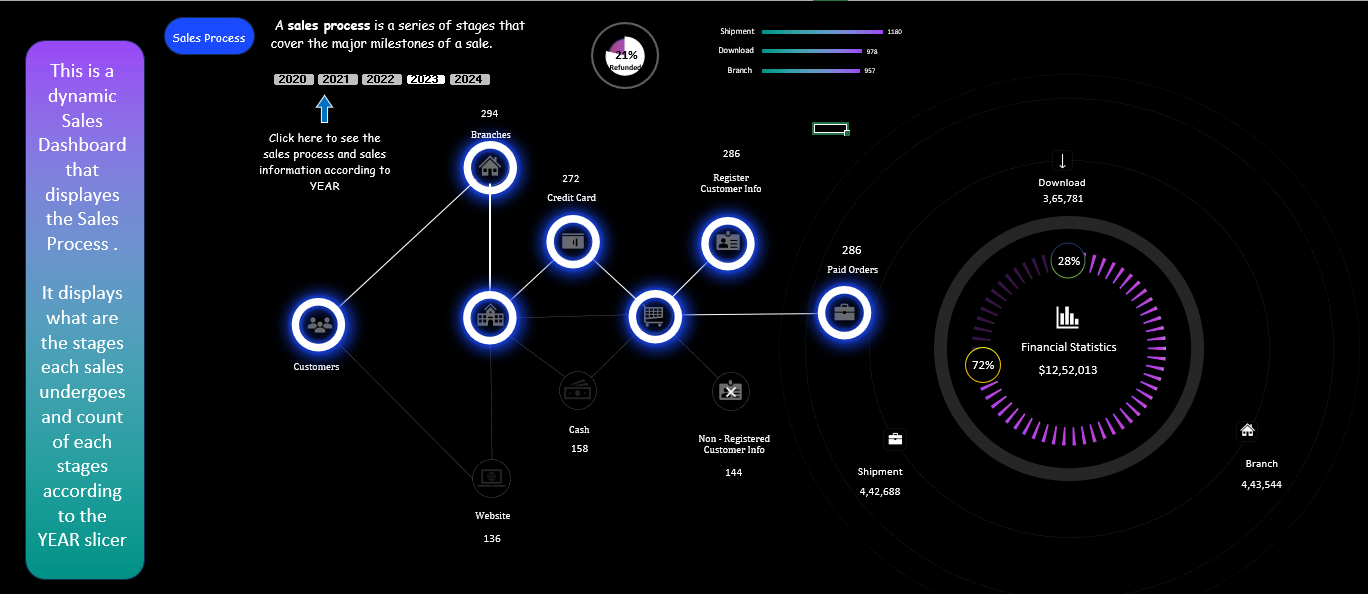 This is a
dynamic
Sales
Dashboard
that
displayes
the Sales
Process .
It displays
what are
the stages
each sales
undergoes
and count
of each
stages
according
to the
YEAR slicer
Sales Process
A sales process is a series of stages that
cover the major milestones of a sale.
2020 2021 2022 2023 2024
Click here to see the
sales process and sales
information according to
YEAR
21%
Refunded
Shipment 1180
Download 978
Branch 957
294
Branches
272
Credit Card
286
Register
Customer Info
286
Paid Orders
Customers
Cash
158
Non - Registered
Customer Info
144
Website
136
Download
3,65,781
28%
Financial Statistics
$12,52,013
72%
Shipment
4,42,688
Branch
4,43,544